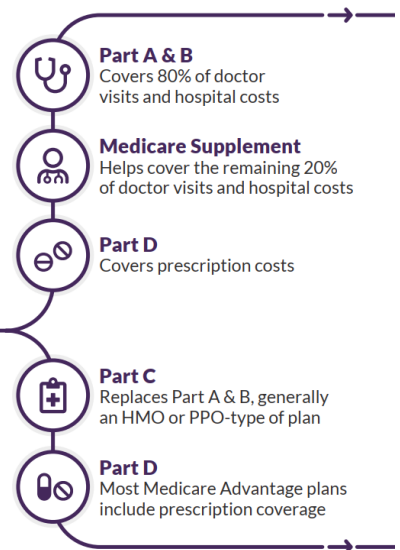 Part A & B
Covers 80% of doctor
visits and hospital costs
Medicare Supplement
Helps cover the remaining 20%
of doctor visits and hospital costs
Part D
Covers prescription costs
Part C
Replaces Part A & B, generally
an HMO or PPO-type of plan
Part D
Most Medicare Advantage plans
include prescription coverage